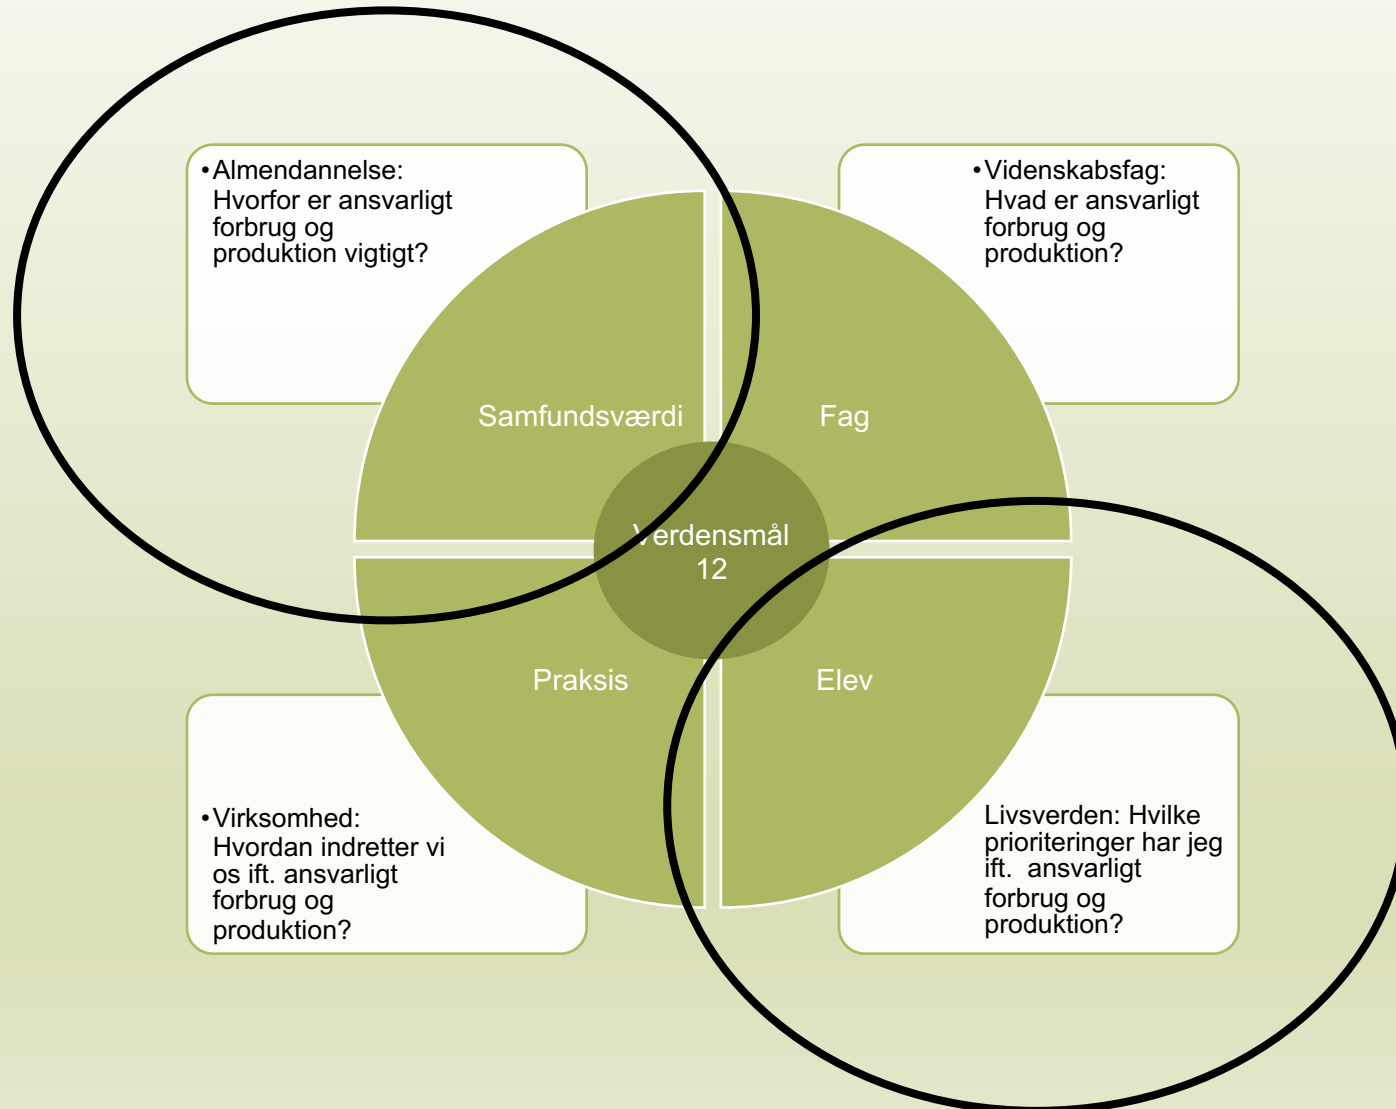 •Almendannelse:
Hvorfor er ansvarligt
forbrug og
produktion vigtigt?
•Videnskabsfag:
Hvad er ansvarligt
forbrug og
produktion?
Samfundsværdi
Fag
Verdensmål
12
Praksis
Elev
•Virksomhed:
Hvordan indretter vi
os ift. ansvarligt
forbrug og
produktion?
Livsverden: Hvilke
prioriteringer har jeg
ift.  ansvarligt
forbrug og
produktion?